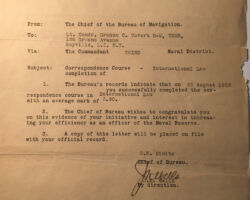 From: The Chief of the Bureau of Navigation.
To: Lt. Comdr. Graham C. Covert D-M, USNR,
Greene Avenue
Sayville, L.I. N.Y.
Via: The Commandant THIRD Naval District.
Subject: Correspondence Course - International Law
completion of
1. The Bureau's records indicate that on August
you successfully completed the cor-
respondence course in International Law
with an average mark of
2. The Chief of Bureau wishes to congratulate you
on this evidence of your initiative and interest in increas-
ing your efficiency as an officer of the Naval Reserve.
3. A copy of this letter will be placed on file
with your official record.
Chief of Bureau.
By direction.